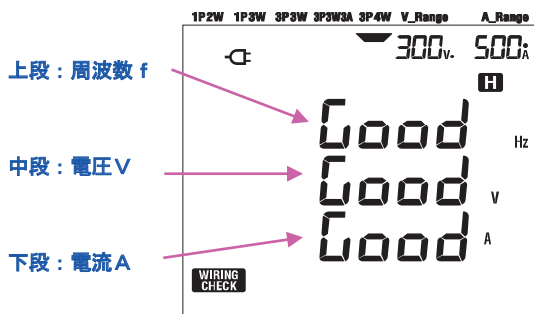 1P2W 1P3W 3P3W 3P3W3A 3P4W V_Range A_Range
300V~ 500A
上段：周波数 f
H
Good Hz
中段：電圧V
Good V
Good A
下段：電流A
WIRING
CHECK